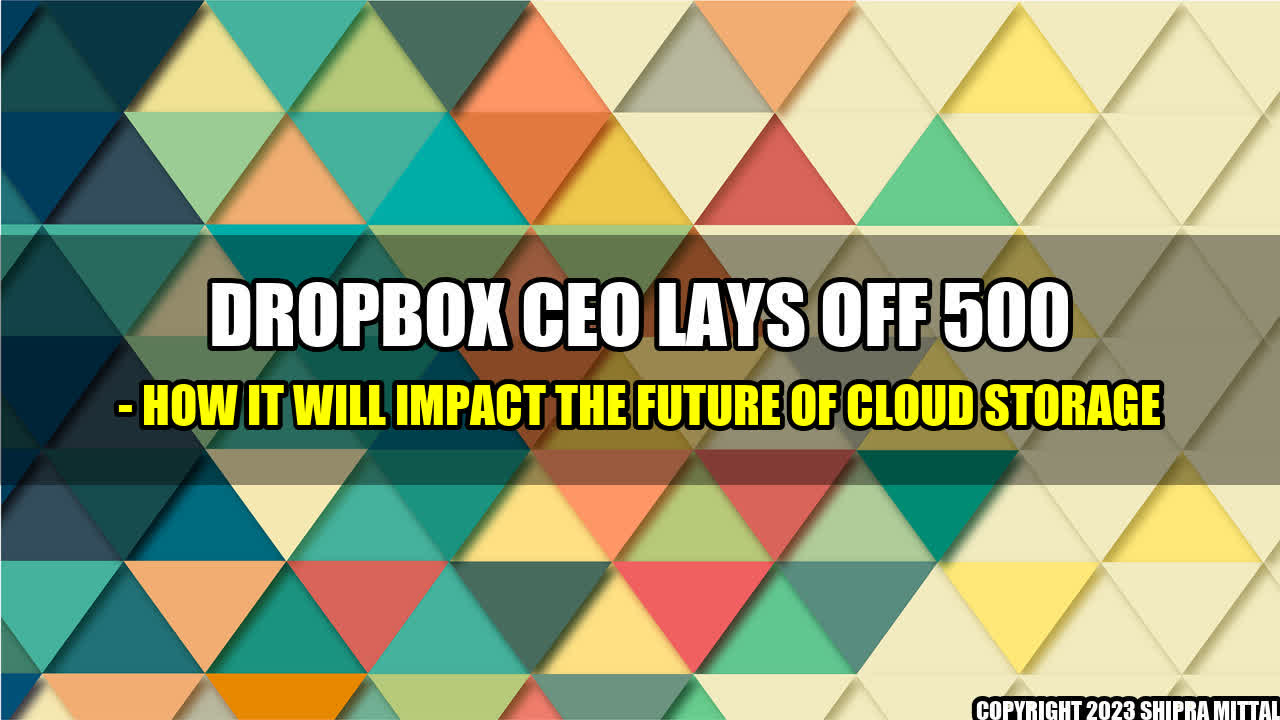 DROPBOX CEO LAYS OFF 500
- HOW IT WILL IMPACT THE FUTURE OF CLOUD STORAGE
COPYRIGHT 2023 SHIPRA MITTAL